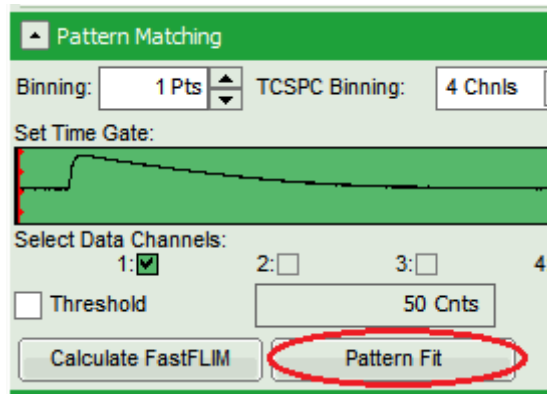 Pattern Matching
Binning: 1 Pts TCSPC Binning: 4 Chnls
Set Time Gate:
Select Data Channels:
1: 2: 3: 4
Threshold 50 Cnts
Calculate FastFLIM Pattern Fit